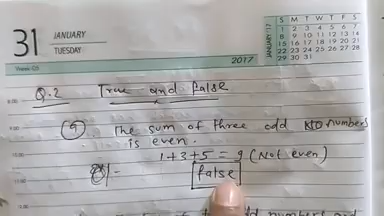 31 JANUARY
TUESDAY
Week-05
2017
JANUARY-17
S M T W T F S
1 2 3 4 5 6 7
8 9 10 11 12 13 14
15 16 17 18 19 20 21
22 23 24 25 26 27 28
29 30 31
Q.2 True and false
(a) The sum of three odd numbers
is even.
1+3+5 = 9 (Not even)
false